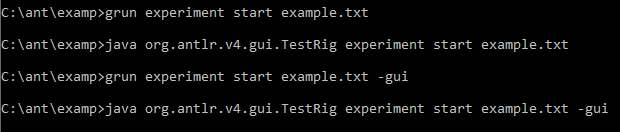 C:\ant\examp>grun experiment start example.txt
C:\ant\examp>java org.antlr.v4.gui.TestRig experiment start example.txt
C:\ant\examp>grun experiment start example.txt -gui
C:\ant\examp>java org.antlr.v4.gui.TestRig experiment start example.txt -gui